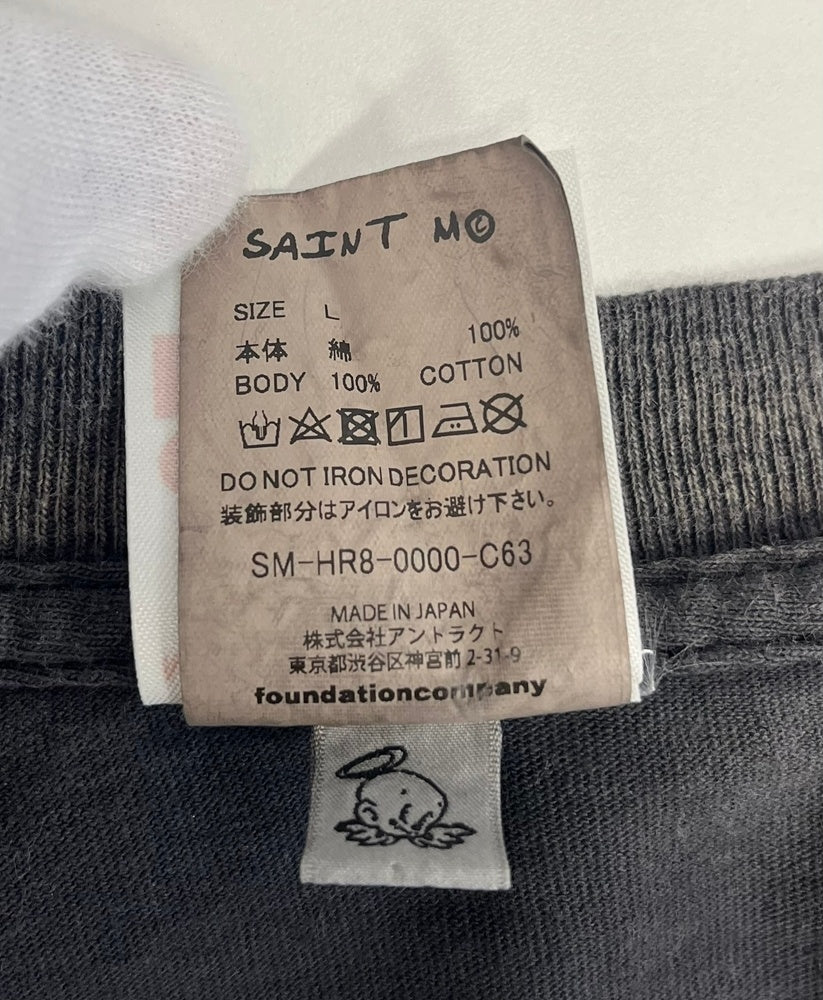 SAINT M©
SIZE L
本体 綿 100%
BODY 100% COTTON
DO NOT IRON DECORATION
装飾部分はアイロンをお避け下さい。
SM-HR8-0000-C63
MADE IN JAPAN
株式会社アントラクト
東京都渋谷区神宮前 2-31-9
foundationcompany